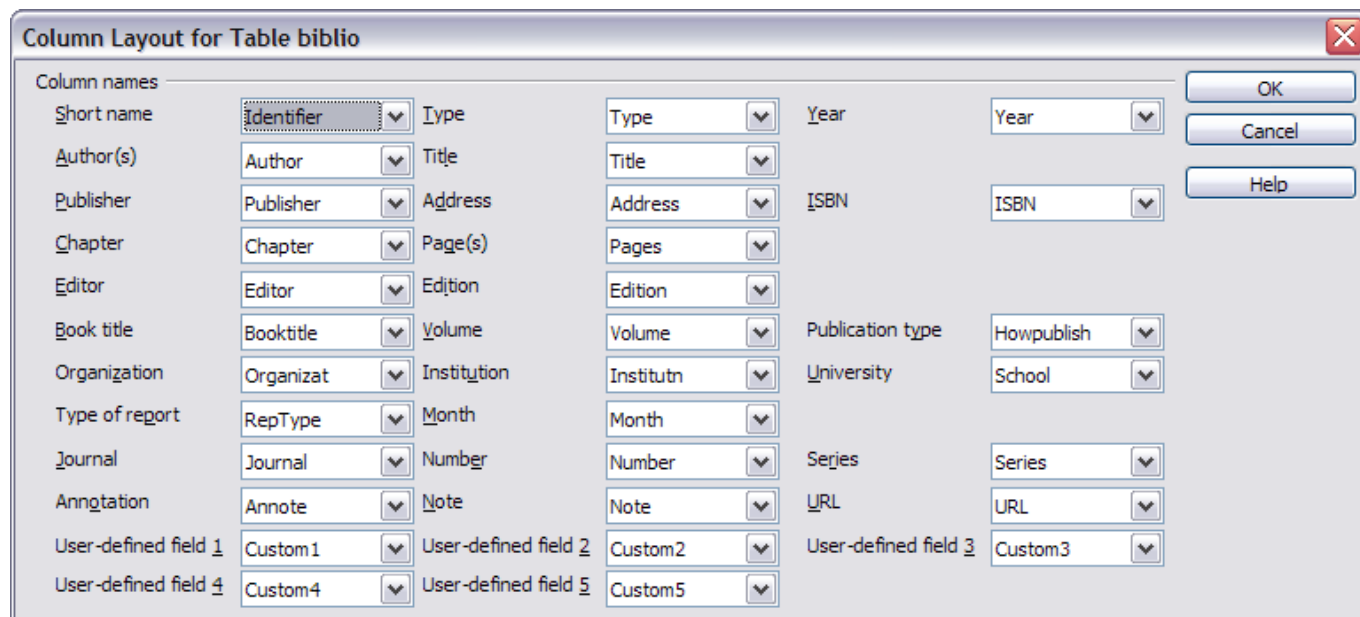 Column Layout for Table biblio
Column names
OK
Short name Identifier Type Type Year Year
Cancel
Author(s) Author Title Title
Help
Publisher Publisher Address Address ISBN ISBN
Chapter Chapter Page(s) Pages
Editor Editor Edition Edition
Book title Booktitle Volume Volume Publication type Howpublish
Organization Organizat Institution Institutn University School
Type of report RepType Month Month
Journal Journal Number Number Series Series
Annotation Annote Note Note URL URL
User-defined field 1 Custom1 User-defined field 2 Custom2 User-defined field 3 Custom3
User-defined field 4 Custom4 User-defined field 5 Custom5